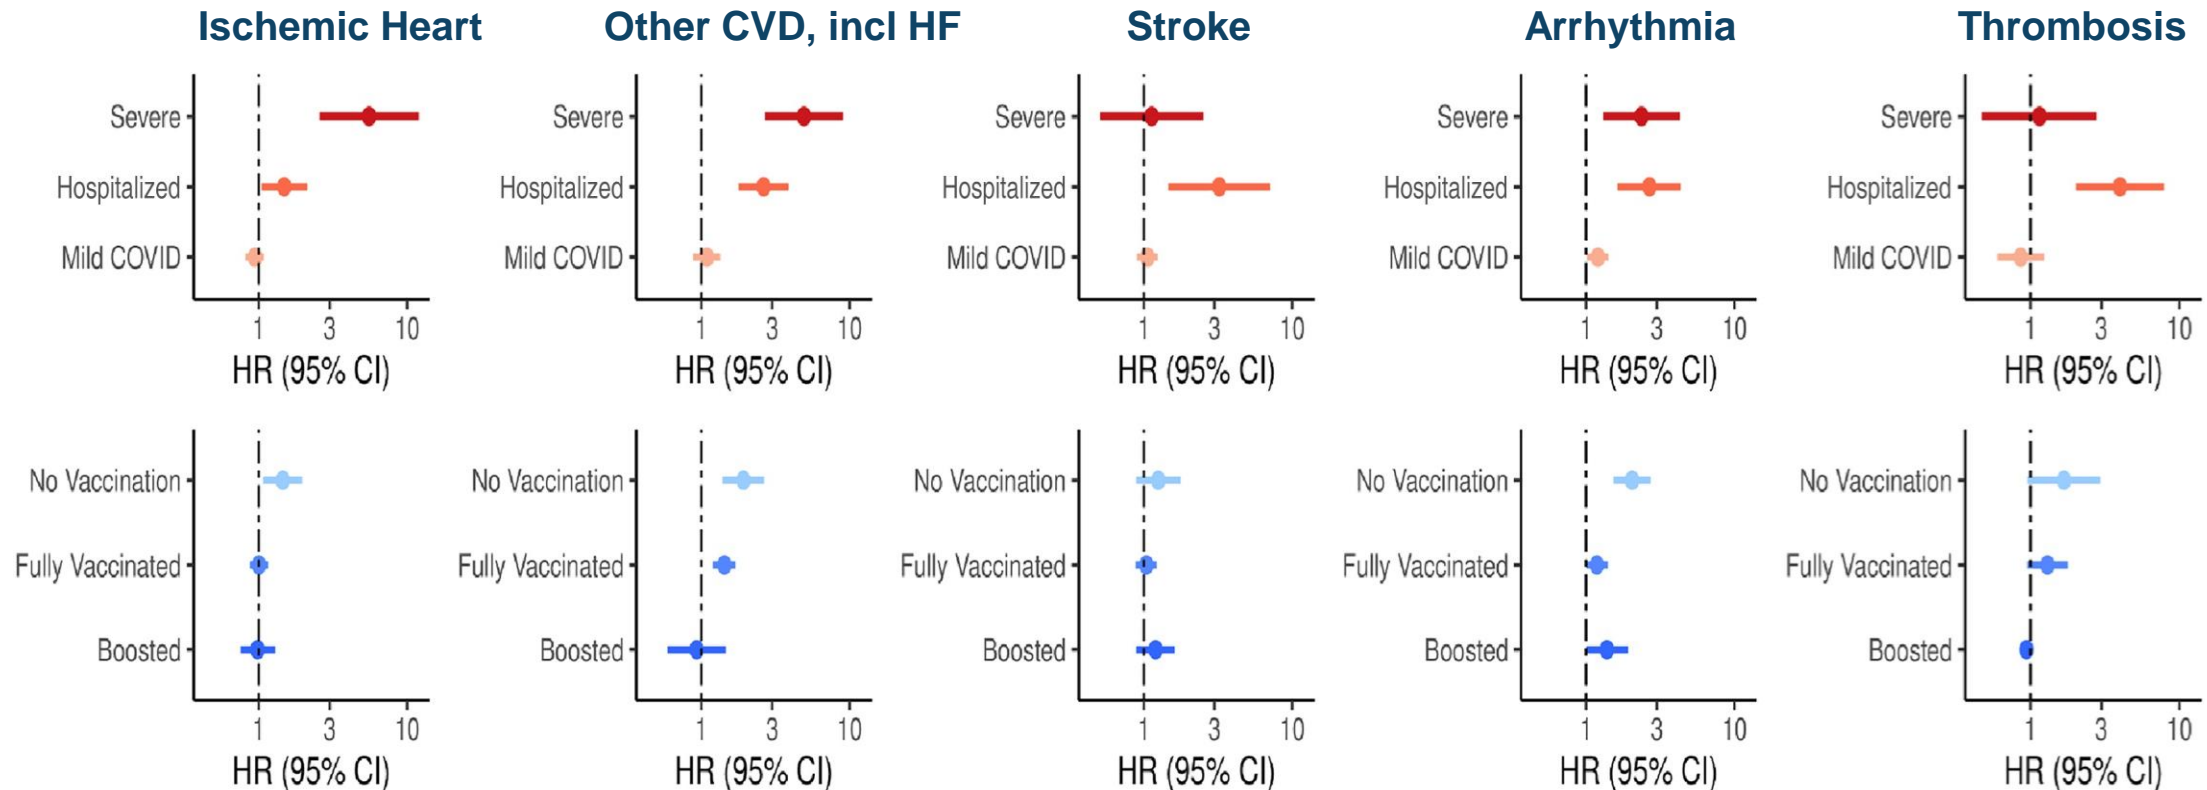 Ischemic Heart
Severe
Hospitalized
Mild COVID
1 3 10
HR (95% CI)
Other CVD, incl HF
Severe
Hospitalized
Mild COVID
1 3 10
HR (95% CI)
Stroke
Severe
Hospitalized
Mild COVID
1 3 10
HR (95% CI)
Arrhythmia
Severe
Hospitalized
Mild COVID
1 3 10
HR (95% CI)
Thrombosis
Severe
Hospitalized
Mild COVID
1 3 10
HR (95% CI)
No Vaccination
Fully Vaccinated
Boosted
1 3 10
HR (95% CI)
No Vaccination
Fully Vaccinated
Boosted
1 3 10
HR (95% CI)
No Vaccination
Fully Vaccinated
Boosted
1 3 10
HR (95% CI)
No Vaccination
Fully Vaccinated
Boosted
1 3 10
HR (95% CI)
No Vaccination
Fully Vaccinated
Boosted
1 3 10
HR (95% CI)